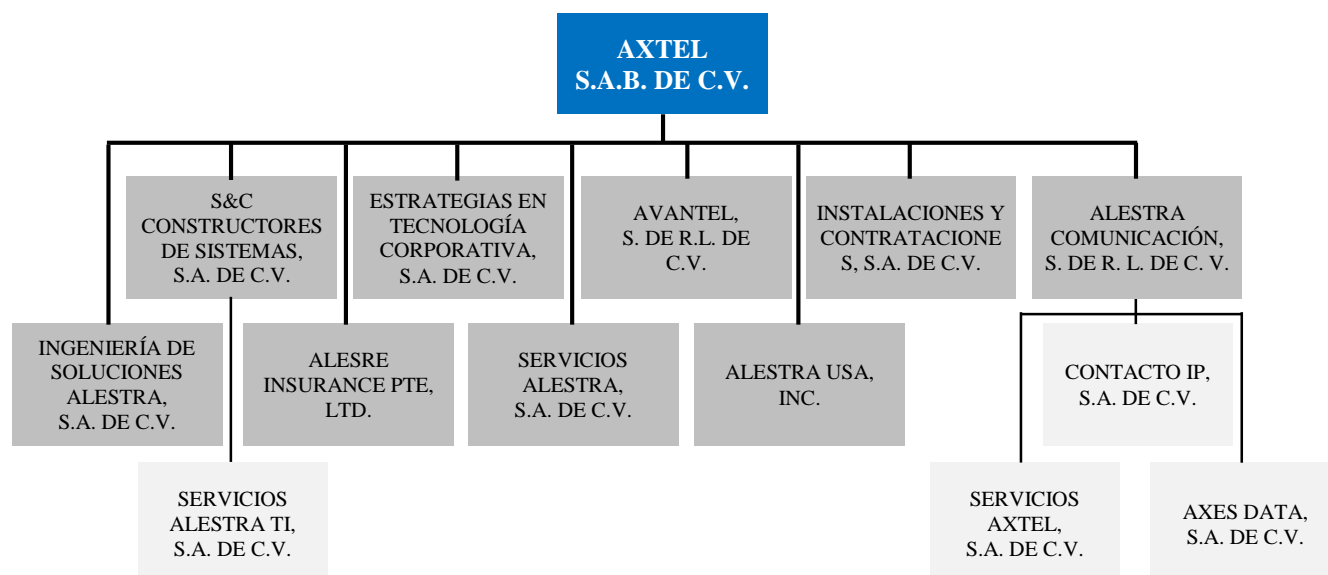 AXTEL
S.A.B. DE C.V.
S&C
CONSTRUCTORES
DE SISTEMAS,
S.A. DE C.V.
ESTRATEGIAS EN
TECNOLOGÍA
CORPORATIVA,
S.A. DE C.V.
AVANTEL,
S. DE R.L. DE
C.V.
INSTALACIONES Y
CONTRATACIONE
S, S.A. DE C.V.
ALESTRA
COMUNICACIÓN,
S. DE R. L. DE C. V.
INGENIERÍA DE
SOLUCIONES
ALESTRA,
S.A. DE C.V.
ALESRE
INSURANCE PTE,
LTD.
SERVICIOS
ALESTRA,
S.A. DE C.V.
ALESTRA USA,
INC.
CONTACTO IP,
S.A. DE C.V.
SERVICIOS
ALESTRA TI,
S.A. DE C.V.
SERVICIOS
AXTEL,
S.A. DE C.V.
AXES DATA,
S.A. DE C.V.